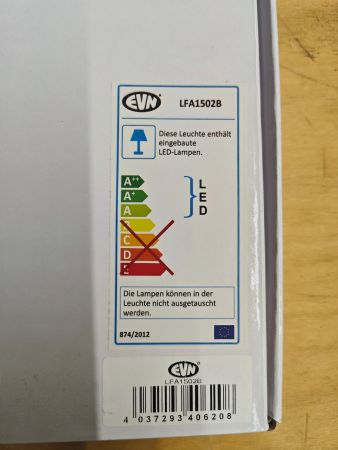 EVN LFA1502B
Diese Leuchte enthält
eingebaute
LED-Lampen.
A++
A+
A
B
C
D
E
L
E
D
Die Lampen können in der
Leuchte nicht ausgetauscht
werden.
874/2012
EVN
LFA1502B
4 037293 406208